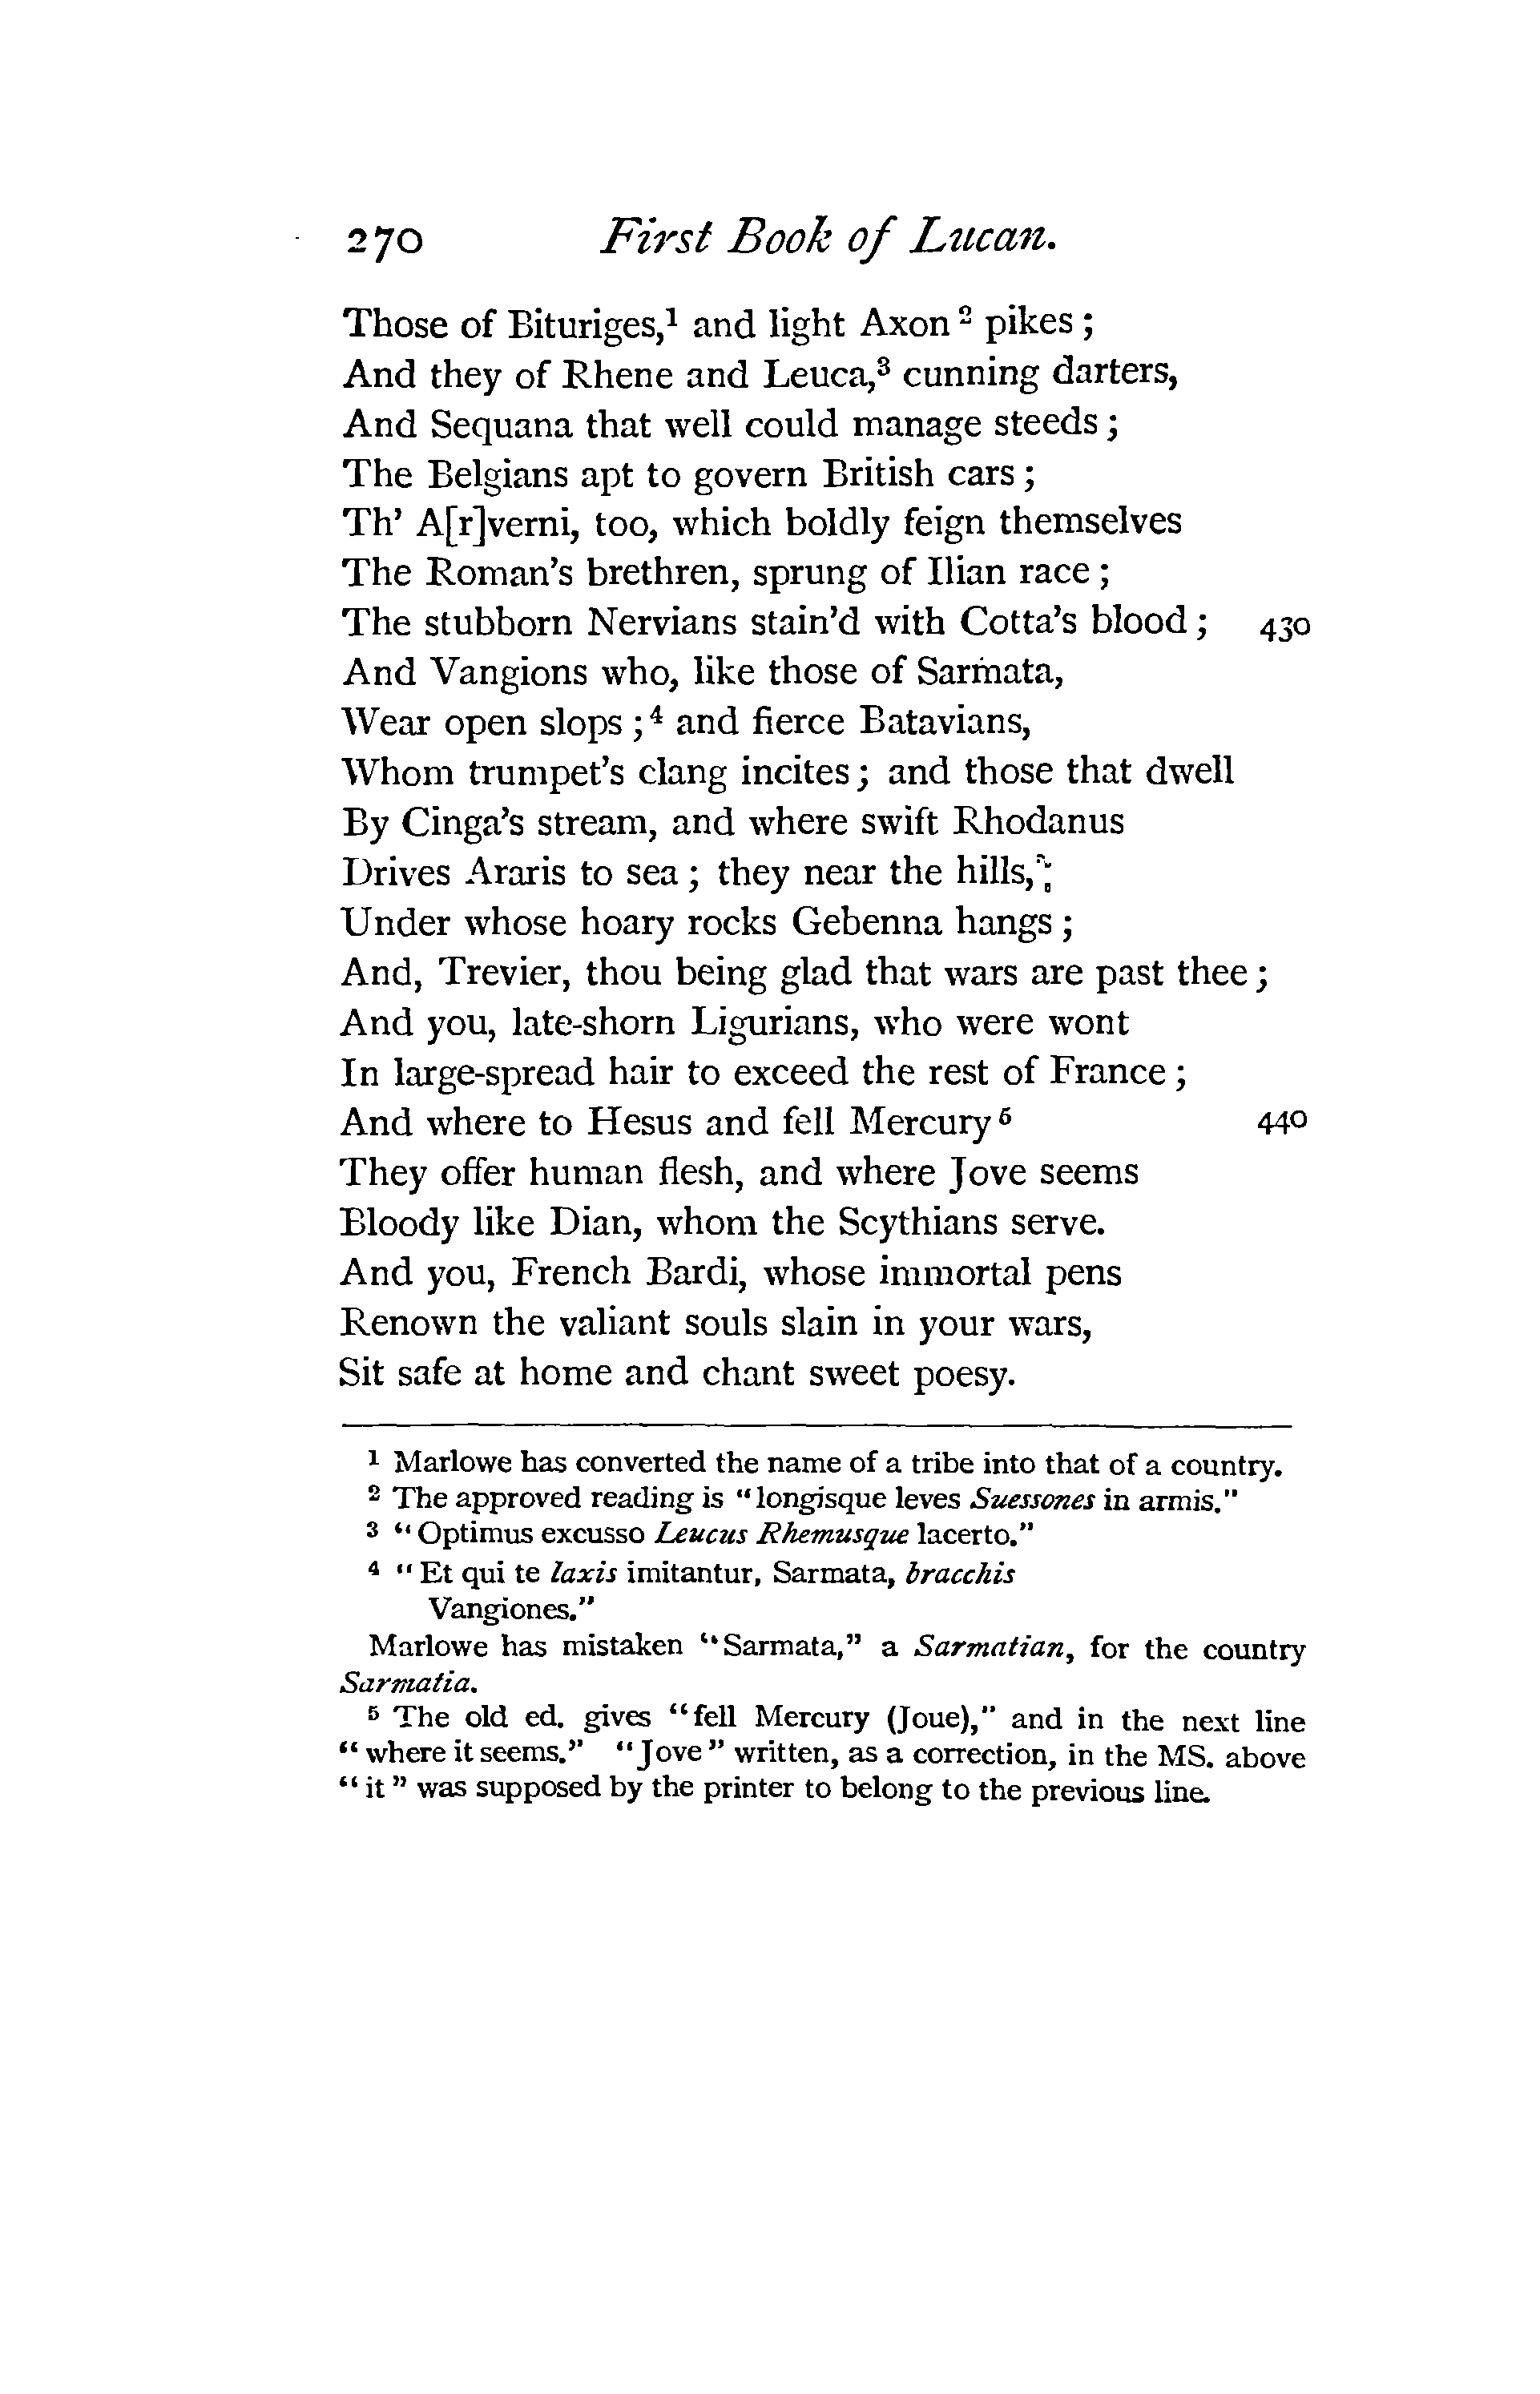 270 First Book of Lucan.
Those of Bituriges,¹ and light Axon ² pikes ;
And they of Rhene and Leuca,³ cunning darters,
And Sequana that well could manage steeds ;
The Belgians apt to govern British cars ;
Th’ A[r]verni, too, which boldly feign themselves
The Roman’s brethren, sprung of Ilian race ;
The stubborn Nervians stain’d with Cotta’s blood ; 430
And Vangions who, like those of Sarmata,
Wear open slops ;⁴ and fierce Batavians,
Whom trumpet’s clang incites ; and those that dwell
By Cinga’s stream, and where swift Rhodanus
Drives Araris to sea ; they near the hills,
Under whose hoary rocks Gebenna hangs ;
And, Trevier, thou being glad that wars are past thee ;
And you, late-shorn Ligurians, who were wont
In large-spread hair to exceed the rest of France ;
And where to Hesus and fell Mercury ⁵ 440
They offer human flesh, and where Jove seems
Bloody like Dian, whom the Scythians serve.
And you, French Bardi, whose immortal pens
Renown the valiant souls slain in your wars,
Sit safe at home and chant sweet poesy.
¹ Marlowe has converted the name of a tribe into that of a country.
² The approved reading is “longisque leves Suessones in armis.”
³ “Optimus excusso Leucus Rhemusque lacerto.”
⁴ “Et qui te laxis imitantur, Sarmata, bracchis
Vangiones.”
Marlowe has mistaken “Sarmata,” a Sarmatian, for the country
Sarmatia.
⁵ The old ed. gives “fell Mercury (Joue),” and in the next line
“where it seems.” “Jove” written, as a correction, in the MS. above
“it” was supposed by the printer to belong to the previous line.